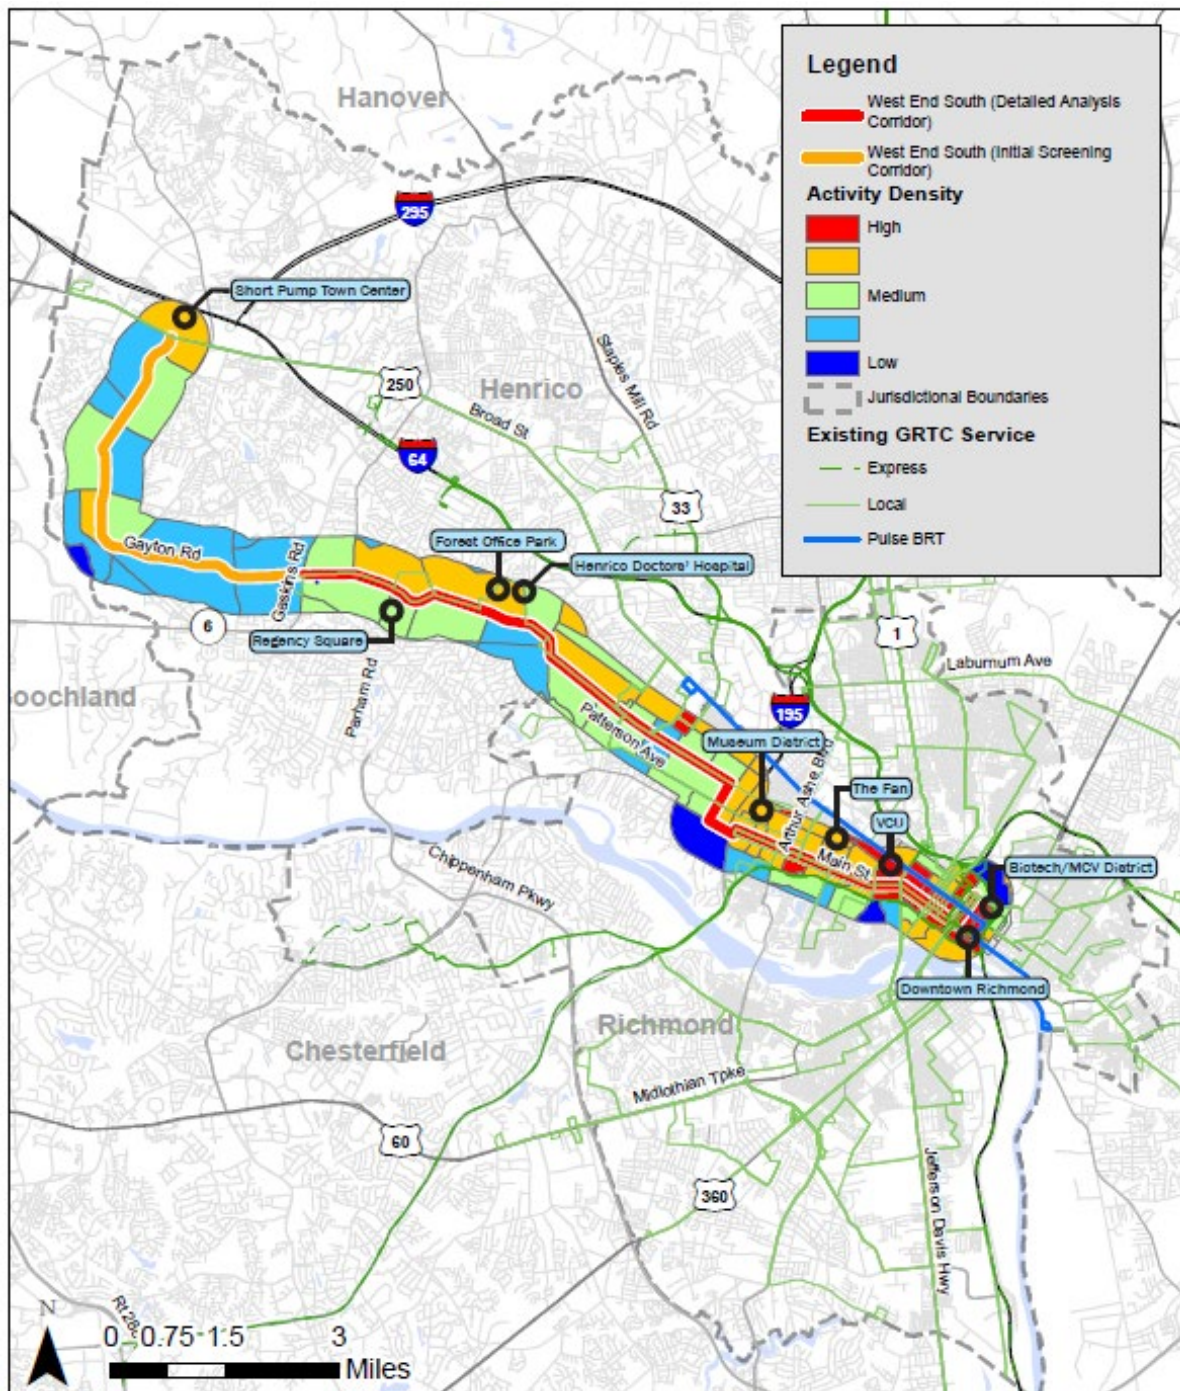 Legend
West End South (Detailed Analysis
Corridor)
West End South (Initial Screening
Corridor)
Activity Density
High
Medium
Low
Jurisdictional Boundaries
Existing GRTC Service
Express
Local
Pulse BRT
Hanover
295
Short Pump Town Center
Staples Mill Rd
250
Henrico
Broad St
64
33
Gayton Rd
Forest Office Park
Henrico Doctors' Hospital
Gaskins Rd
6
Regency Square
1
Laburnum Ave
oochland
Parham Rd
195
Patterson Ave
Museum District
Arthur Ashe Blvd
The Fan
VCU
Main St
Biotech/MCV District
Chippenham Pkwy
Downtown Richmond
Richmond
Chesterfield
Midlothian Tpke
60
360
Jefferson Davis Hwy
Rt 288
N
0 0.75 1.5 3
Miles